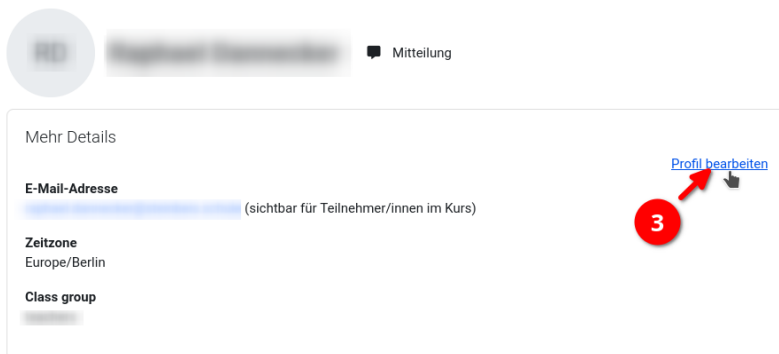 Mitteilung
Mehr Details
Profil bearbeiten
E-Mail-Adresse
(sichtbar für Teilnehmer/innen im Kurs)
3
Zeitzone
Europe/Berlin
Class group